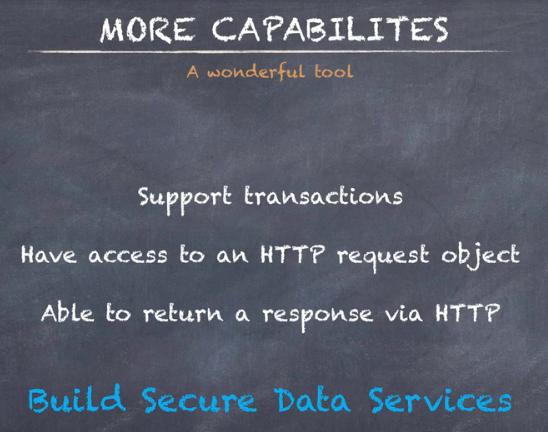 MORE CAPABILITES
A wonderful tool
Support transactions
Have access to an HTTP request object
Able to return a response via HTTP
Build Secure Data Services